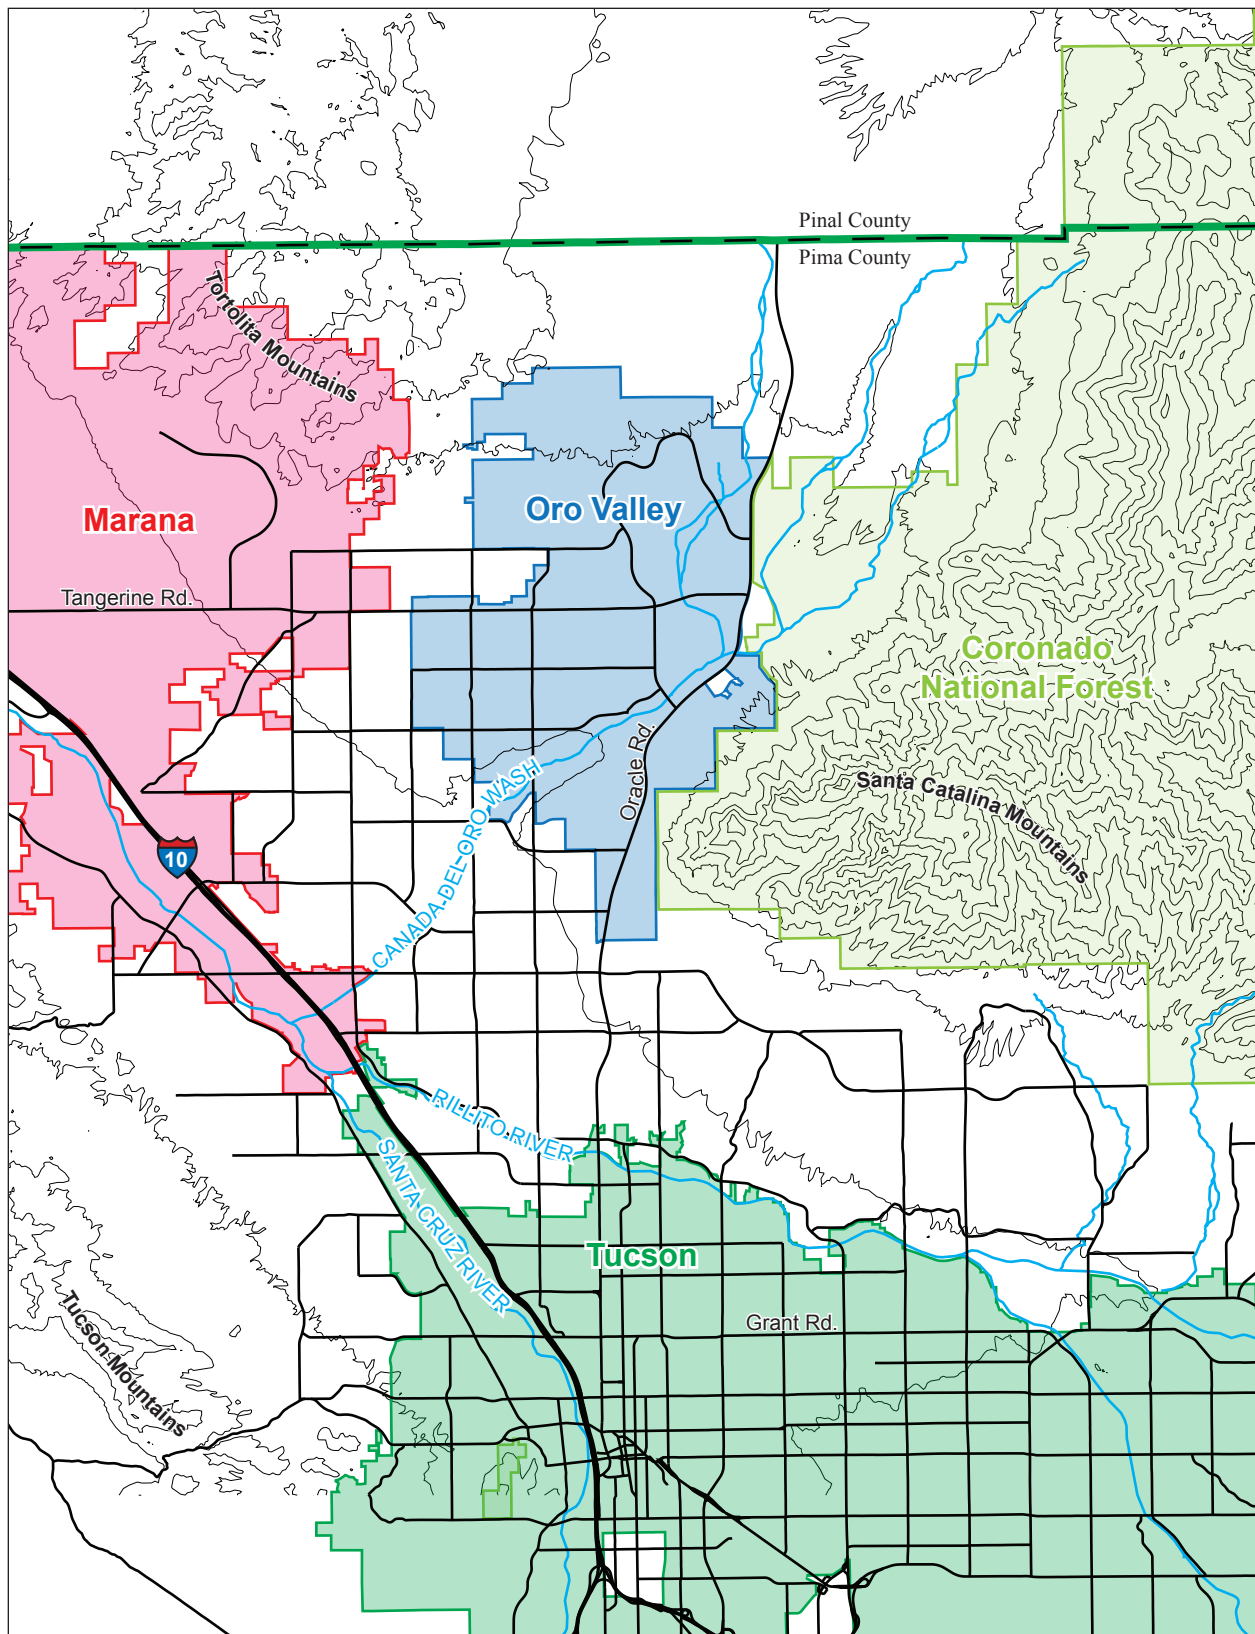 Pinal County
Pima County
Tortolita Mountains
Marana
Oro Valley
Tangerine Rd.
Coronado
National Forest
Oracle Rd.
Santa Catalina Mountains
CANADA DEL ORO WASH
10
RILLITO RIVER
SANTA CRUZ RIVER
Tucson
Grant Rd.
Tucson Mountains